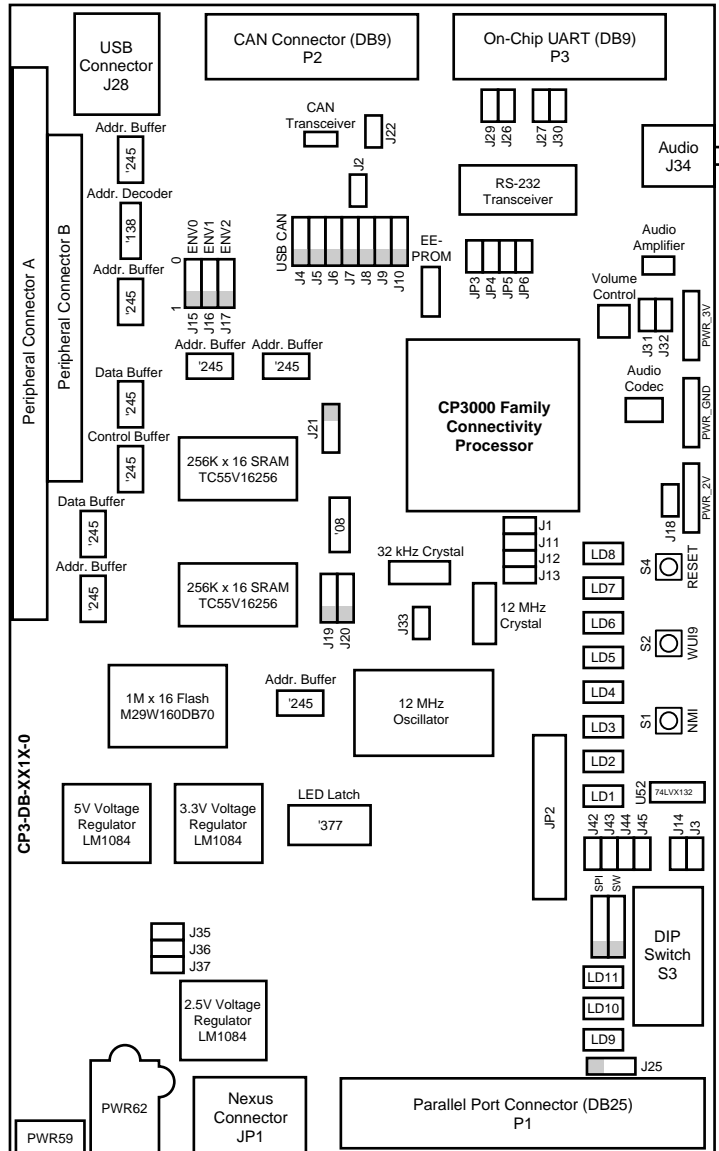 USB
Connector
J28
CAN Connector (DB9)
P2
On-Chip UART (DB9)
P3
CAN
Transceiver
J22
J29
J26
J27
J30
Audio
J34
Addr. Buffer
'245
J2
RS-232
Transceiver
Addr. Decoder
'138
Peripheral Connector A
Peripheral Connector B
0
1
ENV0
ENV1
ENV2
J15
J16
J17
USB CAN
J4
J5
J6
J7
J8
J9
J10
EE-
PROM
JP3
JP4
JP5
JP6
Audio
Amplifier
Volume
Control
J31
J32
PWR_3V
Addr. Buffer
'245
Addr. Buffer
'245
Addr. Buffer
'245
Data Buffer
'245
J21
CP3000 Family
Connectivity
Processor
Audio
Codec
PWR_GND
Control Buffer
'245
256K x 16 SRAM
TC55V16256
J18
PWR_2V
Data Buffer
'245
'08
J1
J11
J12
J13
LD8
S4
RESET
Addr. Buffer
'245
256K x 16 SRAM
TC55V16256
32 kHz Crystal
LD7
J19
J20
J33
12 MHz
Crystal
LD6
S2
WUI9
LD5
1M x 16 Flash
M29W160DB70
Addr. Buffer
'245
12 MHz
Oscillator
LD4
LD3
S1
NMI
LD2
CP3-DB-XX1X-0
5V Voltage
Regulator
LM1084
3.3V Voltage
Regulator
LM1084
LED Latch
'377
JP2
LD1
U52
74LVX132
J42
J43
J44
J45
J14
J3
SPI
SW
DIP
Switch
S3
J35
J36
J37
LD11
LD10
LD9
2.5V Voltage
Regulator
LM1084
J25
PWR62
PWR59
Nexus
Connector
JP1
Parallel Port Connector (DB25)
P1